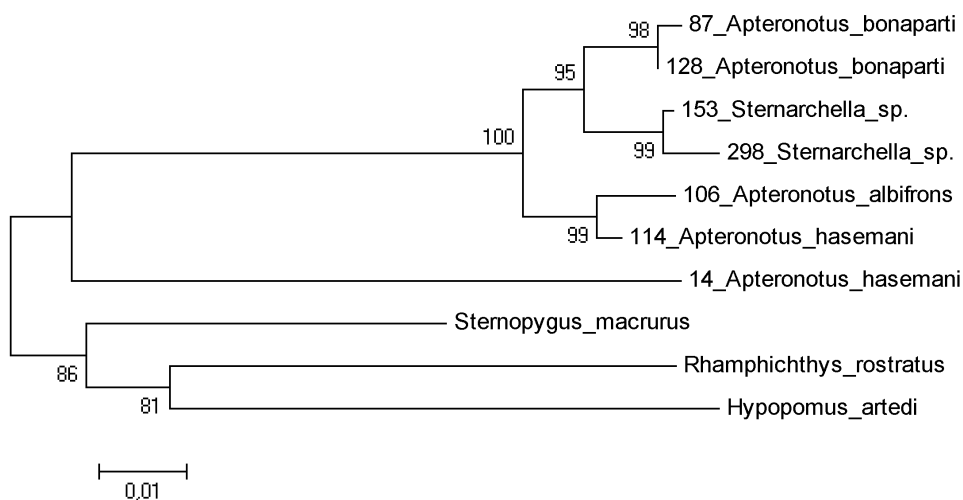 98
87_Apteronotus_bonaparti
128_Apteronotus_bonaparti
95
153_Sternarchella_sp.
99
298_Sternarchella_sp.
100
106_Apteronotus_albifrons
99
114_Apteronotus_hasemani
14_Apteronotus_hasemani
Sternopygus_macrurus
86
Rhamphichthys_rostratus
81
Hypopomus_artedi
0,01